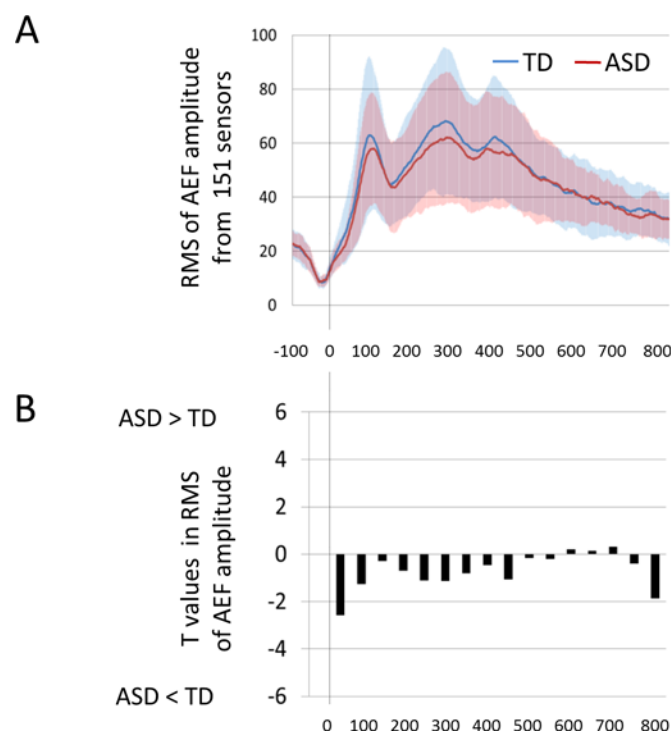 A
RMS of AEF amplitude
from 151 sensors
100
80
60
40
20
0
TD ASD
-100 0 100 200 300 400 500 600 700 800
B
ASD > TD
T values in RMS
of AEF amplitude
ASD < TD
6
4
2
0
-2
-4
-6
0 100 200 300 400 500 600 700 800